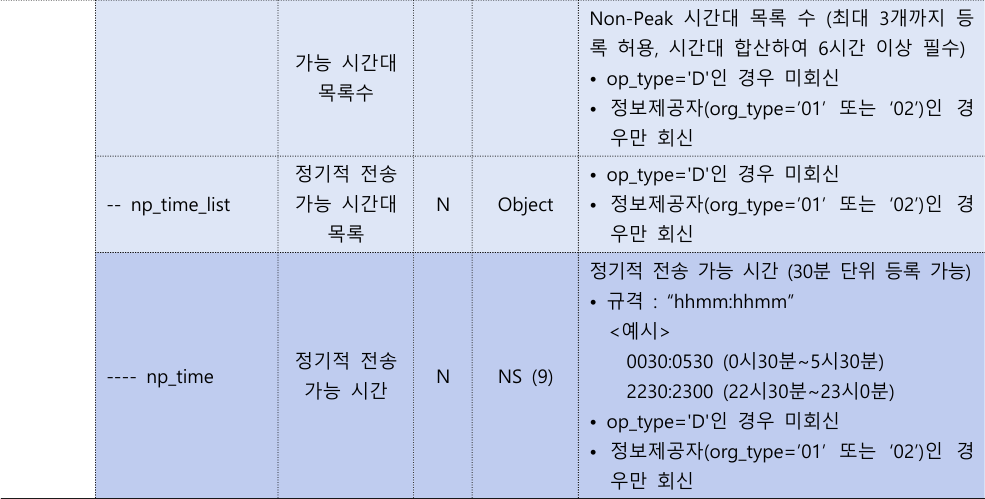 가능 시간대
목록수
Non-Peak 시간대 목록 수 (최대 3개까지 등
록 허용, 시간대 합산하여 6시간 이상 필수)
• op_type='D'인 경우 미회신
• 정보제공자(org_type=‘01’ 또는 ‘02’)인 경
우만 회신
-- np_time_list
정기적 전송
가능 시간대
목록
N
Object
• op_type='D'인 경우 미회신
• 정보제공자(org_type=‘01’ 또는 ‘02’)인 경
우만 회신
---- np_time
정기적 전송
가능 시간
N
NS (9)
정기적 전송 가능 시간 (30분 단위 등록 가능)
• 규격 : “hhmm:hhmm”
<예시>
0030:0530 (0시30분~5시30분)
2230:2300 (22시30분~23시0분)
• op_type='D'인 경우 미회신
• 정보제공자(org_type=‘01’ 또는 ‘02’)인 경
우만 회신